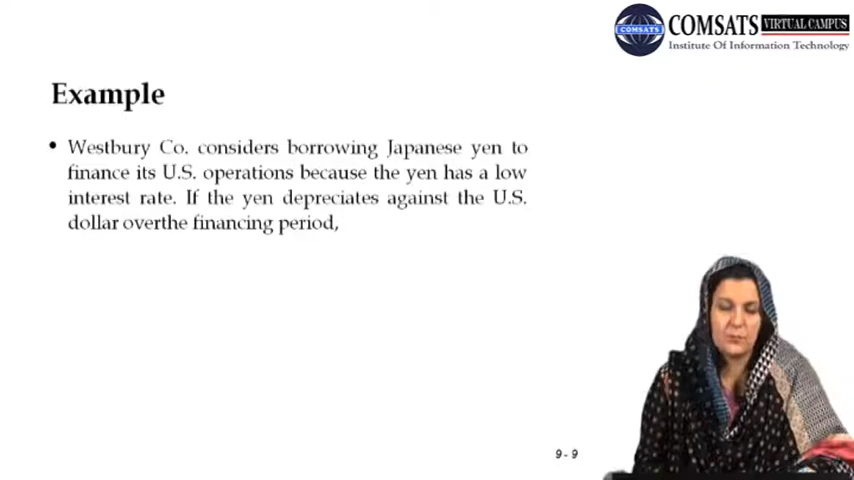 COMSATS
COMSATS VIRTUAL CAMPUS
Institute Of Information Technology
Example
• Westbury Co. considers borrowing Japanese yen to
finance its U.S. operations because the yen has a low
interest rate. If the yen depreciates against the U.S.
dollar overthe financing period,
9 - 9